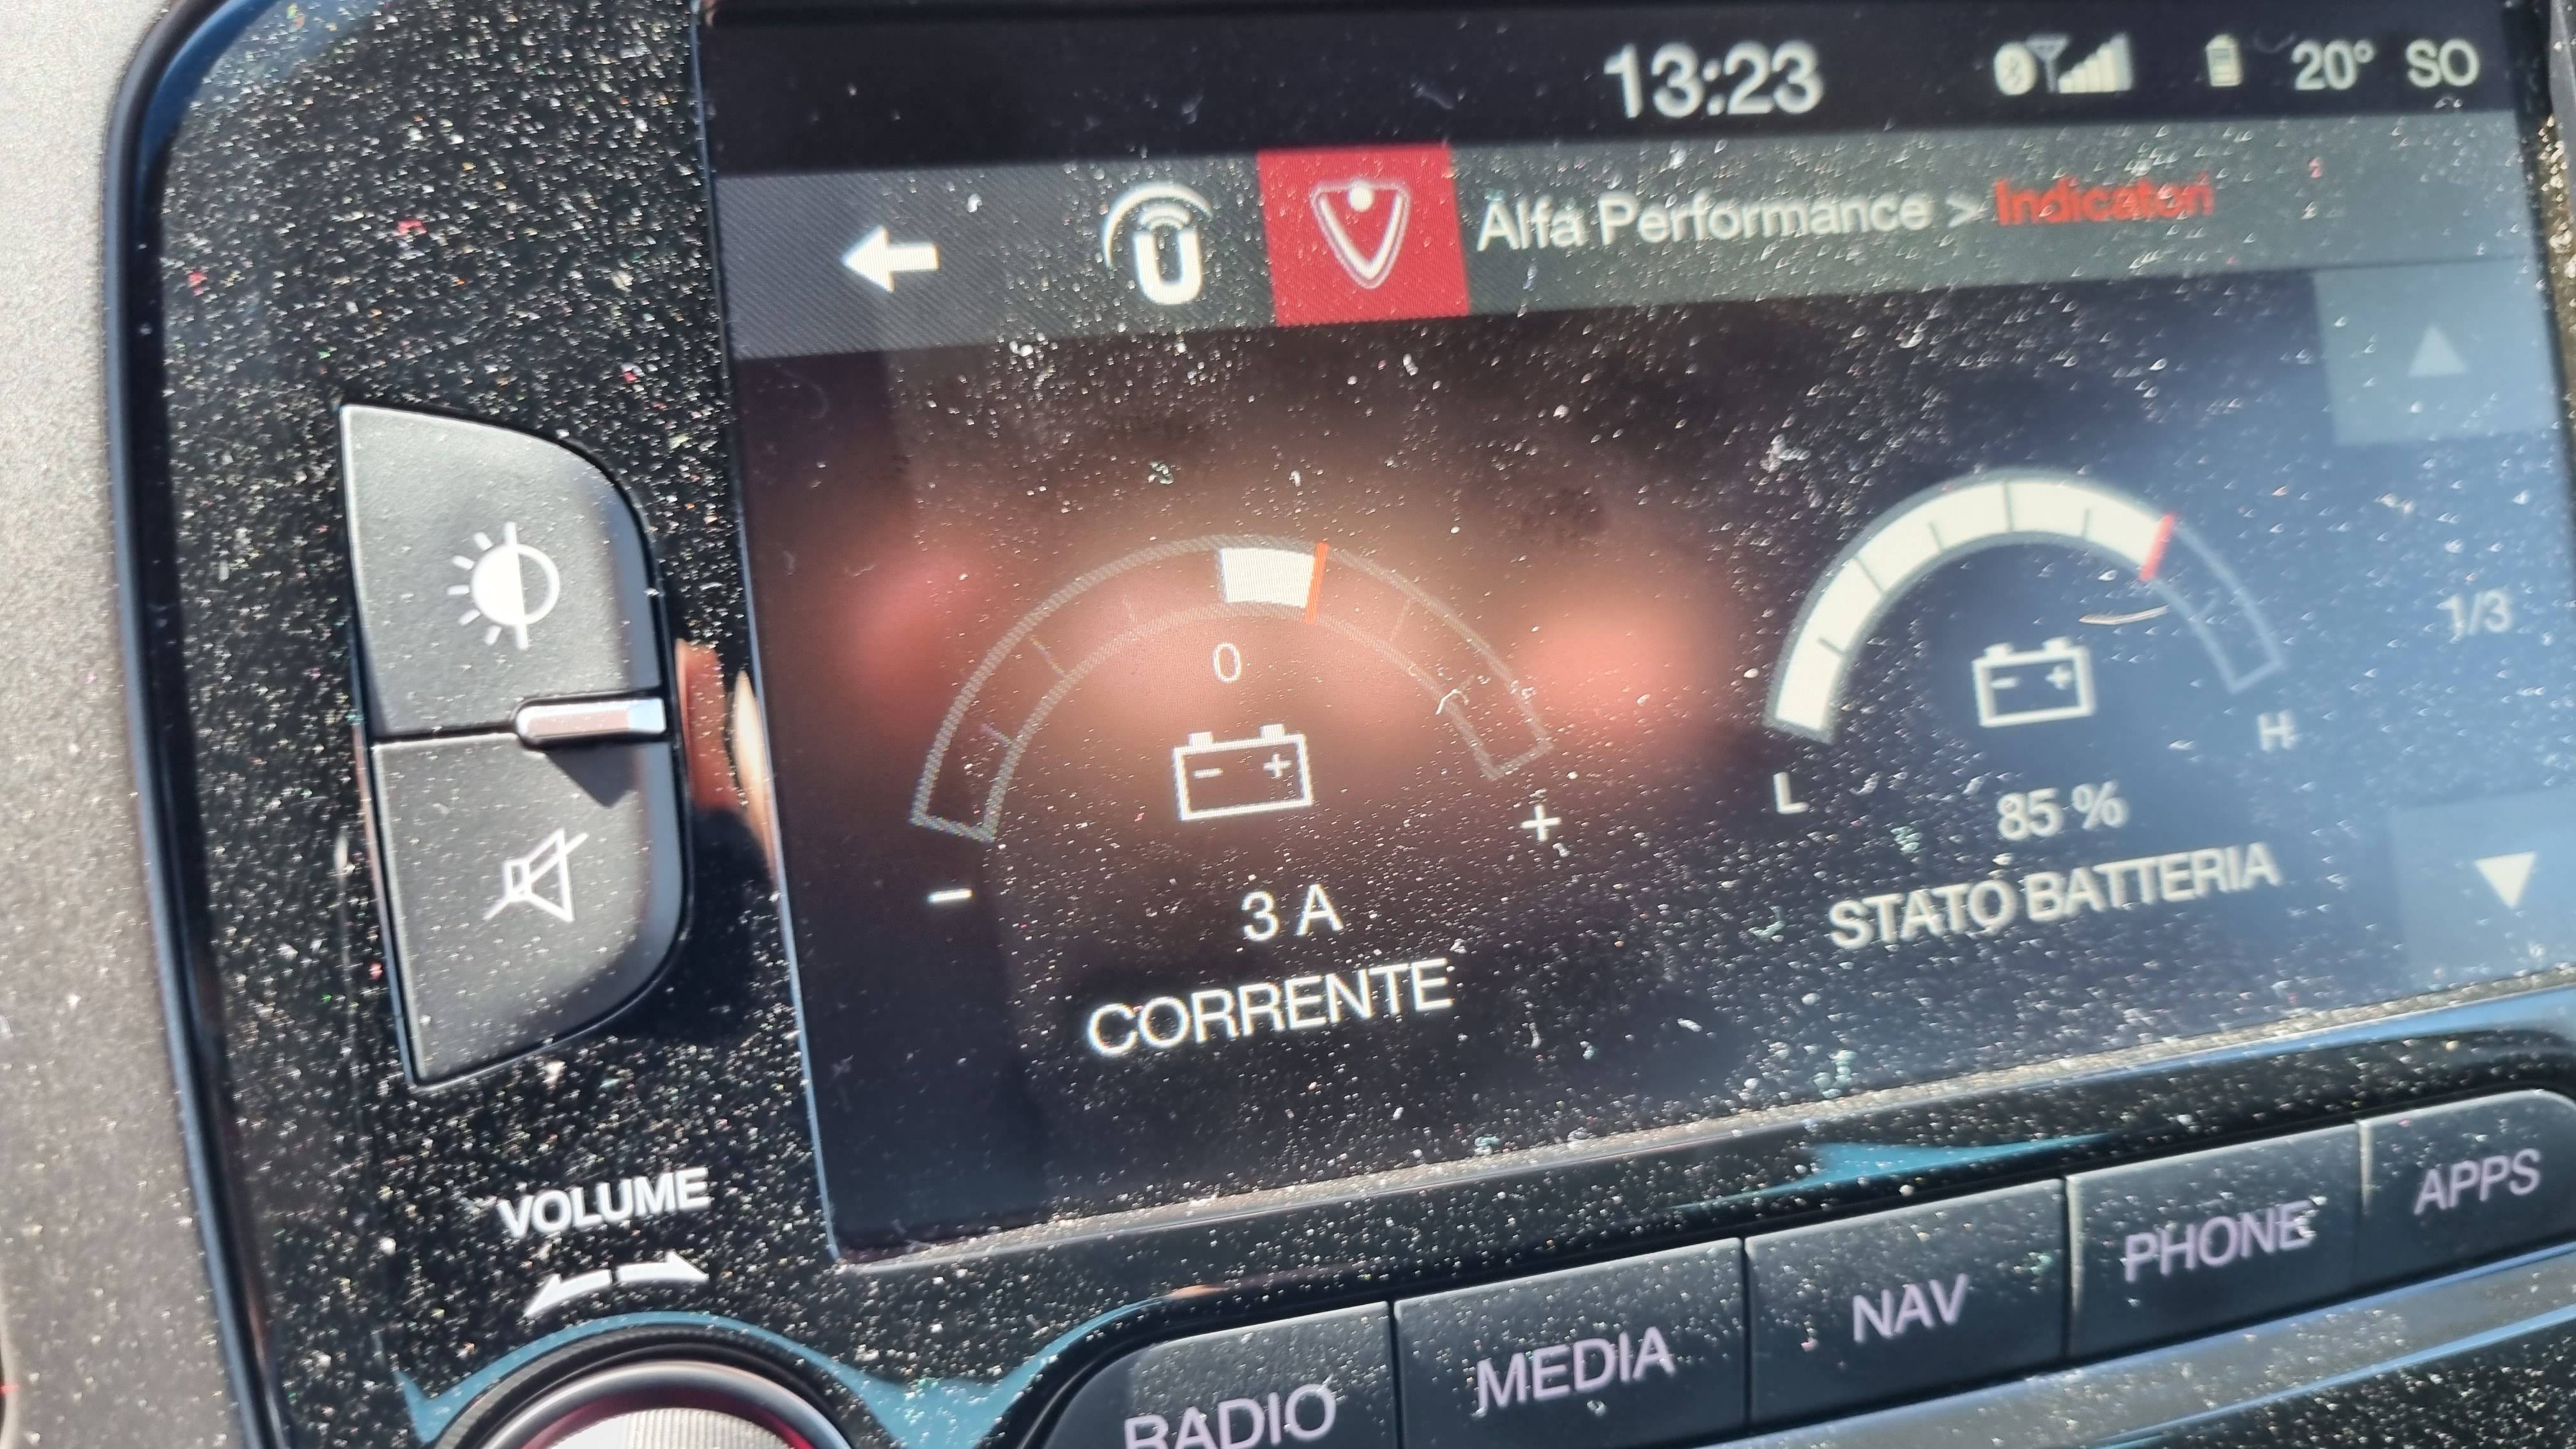 13:23
20° SO
U
Alfa Performance > Indicatori
0
- +
- +
3 A
CORRENTE
- +
L H
85 %
STATO BATTERIA
1/3
VOLUME
RADIO
MEDIA
NAV
PHONE
APPS